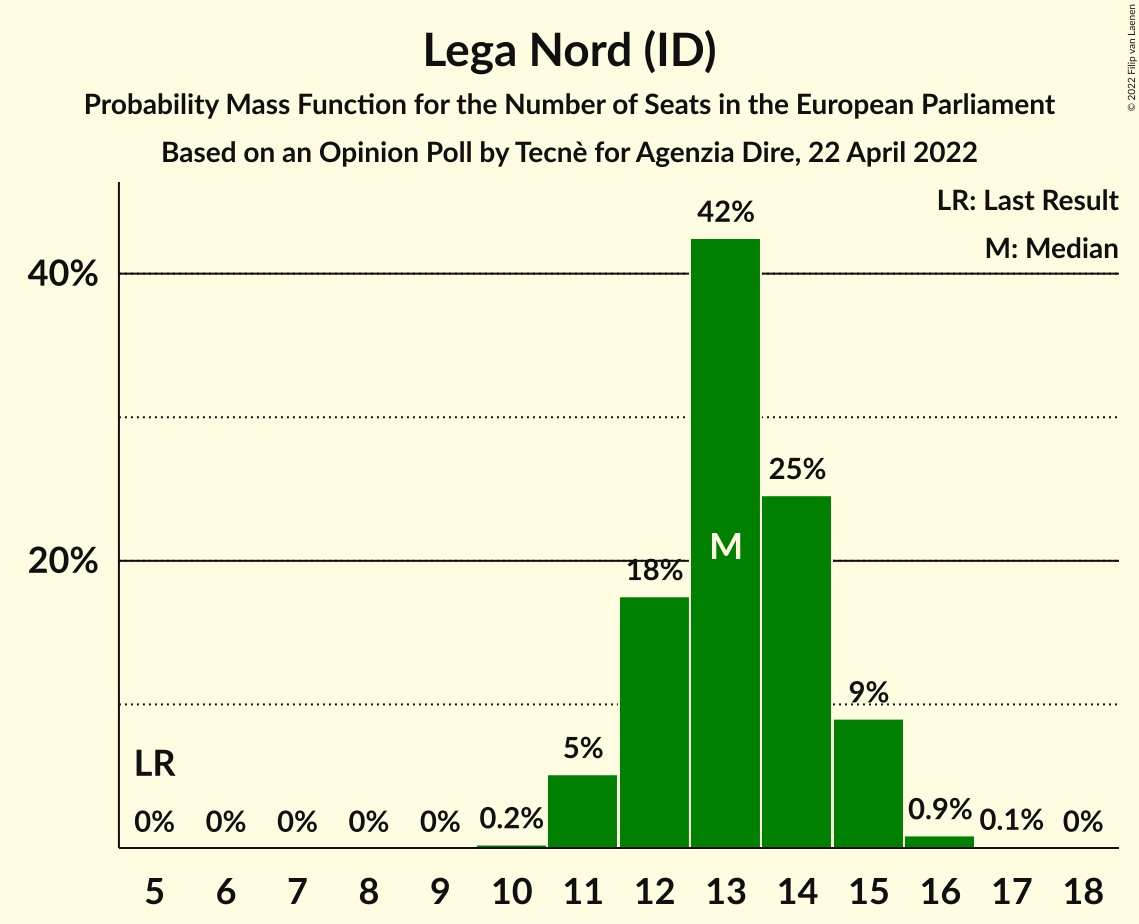 Lega Nord (ID)
Probability Mass Function for the Number of Seats in the European Parliament
Based on an Opinion Poll by Tecnè for Agenzia Dire, 22 April 2022
© 2022 Filip van Laenen
LR: Last Result
M: Median
40%
20%
42%
25%
M
18%
9%
5%
LR
0% 0% 0% 0% 0% 0.2% 0.9% 0.1% 0%
5 6 7 8 9 10 11 12 13 14 15 16 17 18